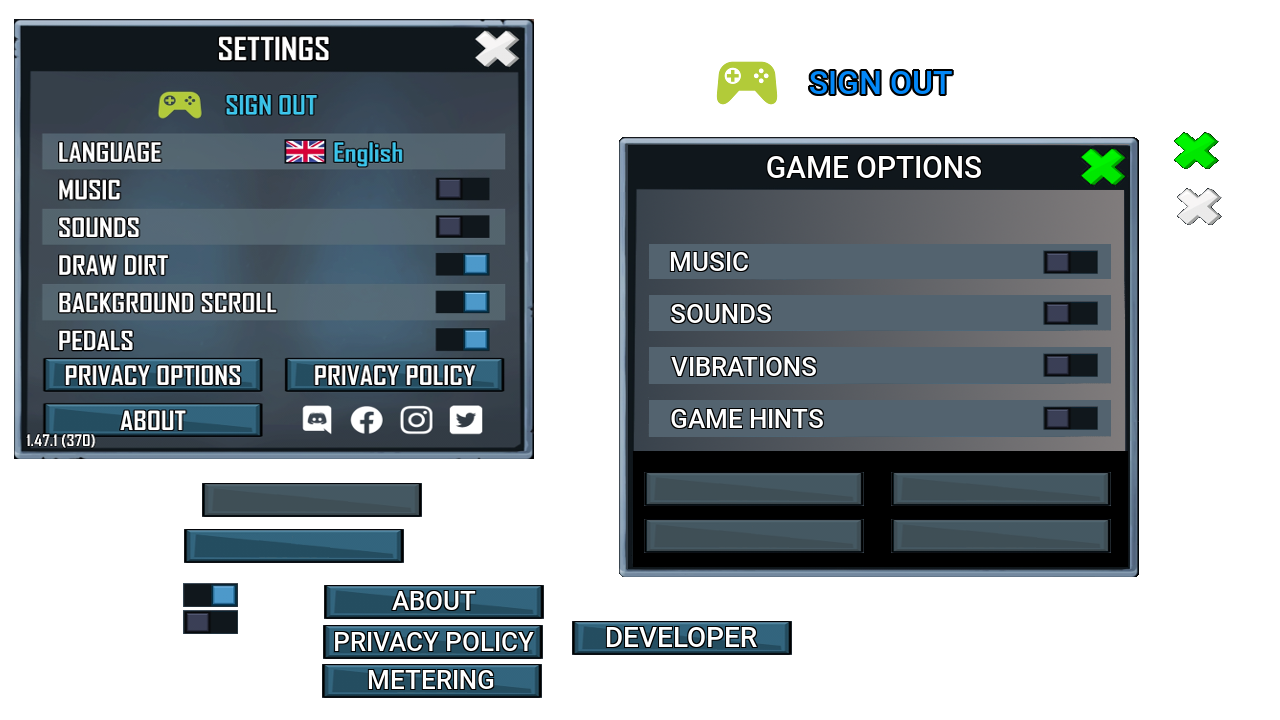 SETTINGS
SIGN OUT
LANGUAGE English
MUSIC
SOUNDS
DRAW DIRT
BACKGROUND SCROLL
PEDALS
PRIVACY OPTIONS PRIVACY POLICY
ABOUT
1.47.1 (370)
SIGN OUT
GAME OPTIONS
MUSIC
SOUNDS
VIBRATIONS
GAME HINTS
ABOUT
PRIVACY POLICY
DEVELOPER
METERING